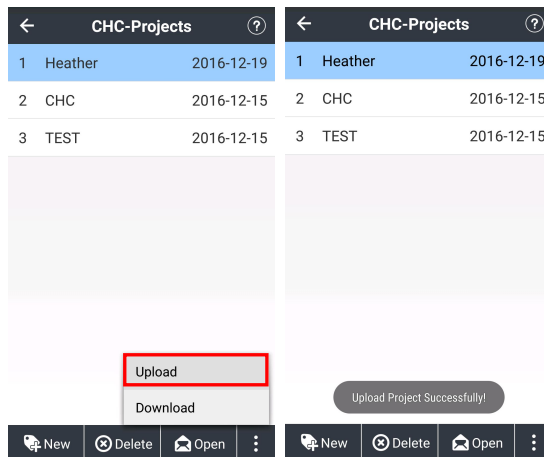 CHC-Projects ?
1 Heather 2016-12-19
2 CHC 2016-12-15
3 TEST 2016-12-15
Upload
Download
New Delete Open
CHC-Projects ?
1 Heather 2016-12-19
2 CHC 2016-12-15
3 TEST 2016-12-15
Upload Project Successfully!
New Delete Open